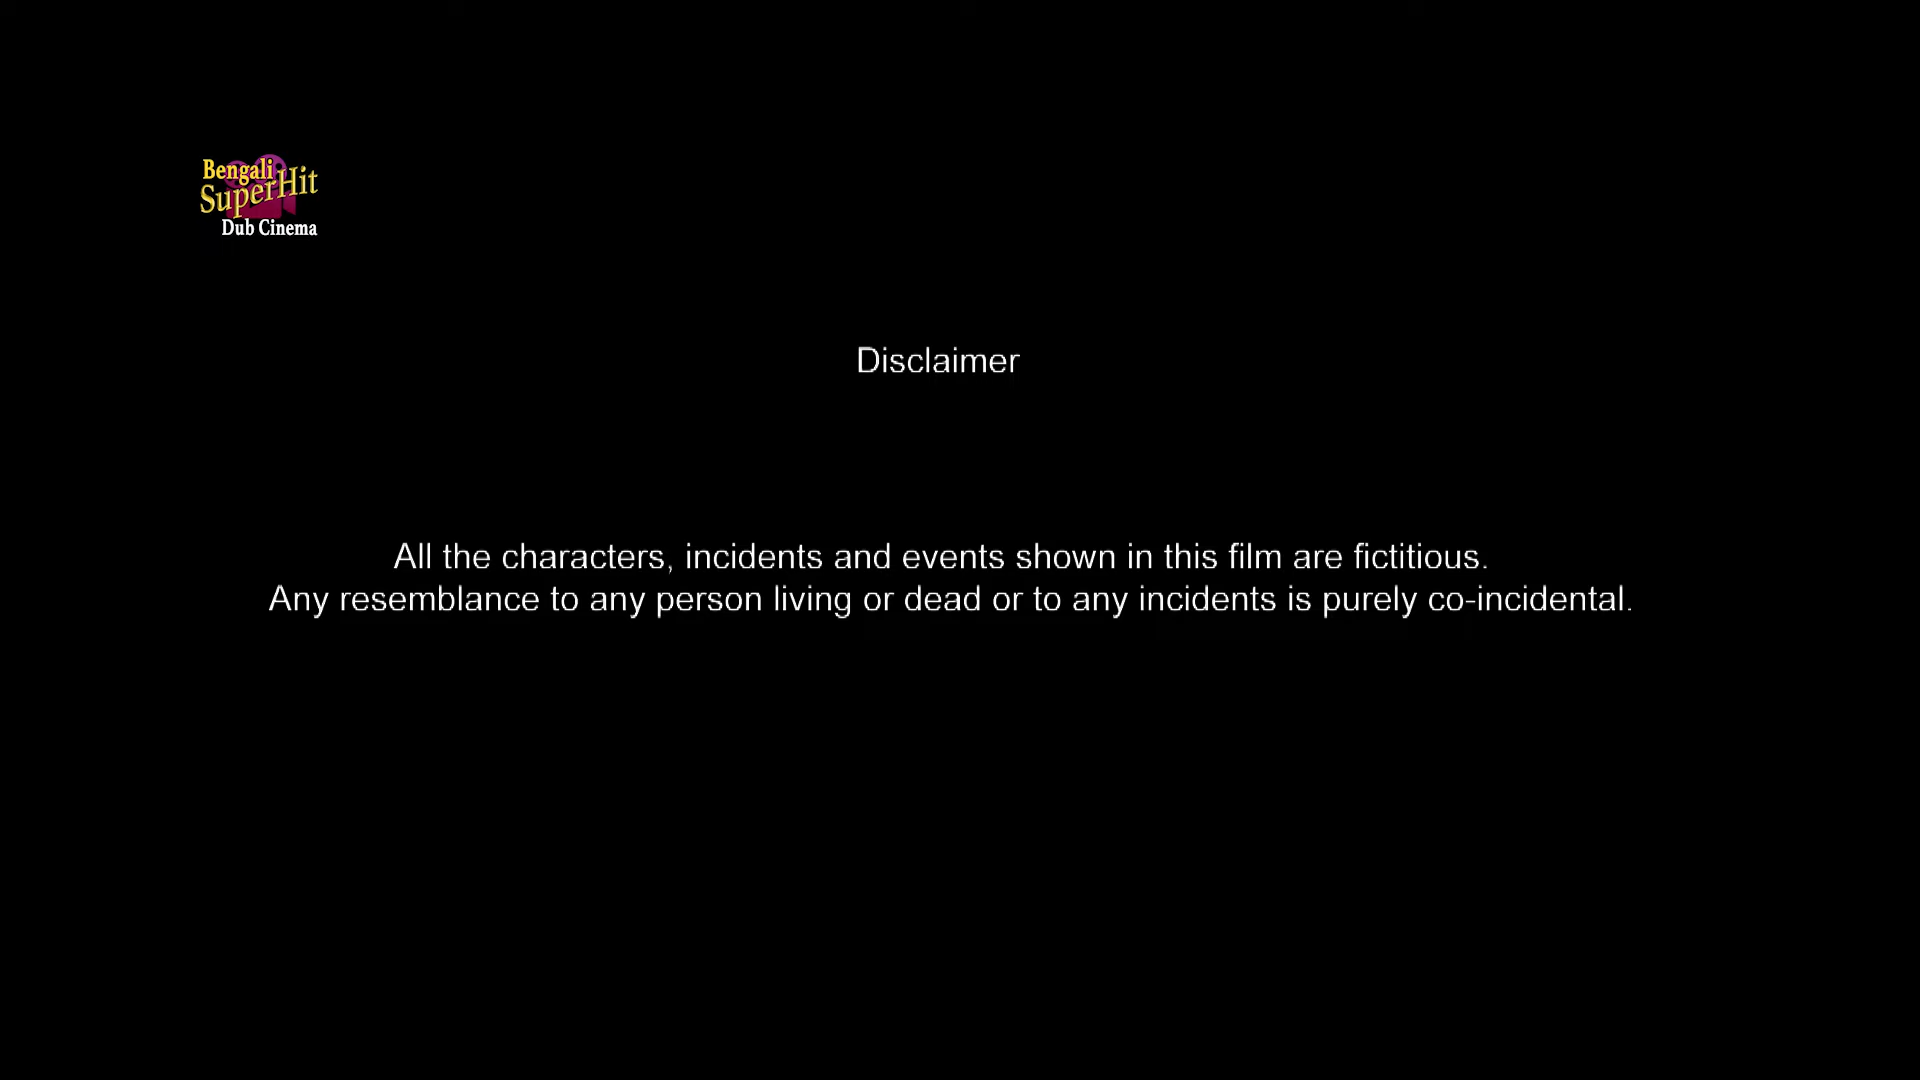 Bengali
SuperHit
Dub Cinema
Disclaimer
All the characters, incidents and events shown in this film are fictitious.
Any resemblance to any person living or dead or to any incidents is purely co-incidental.